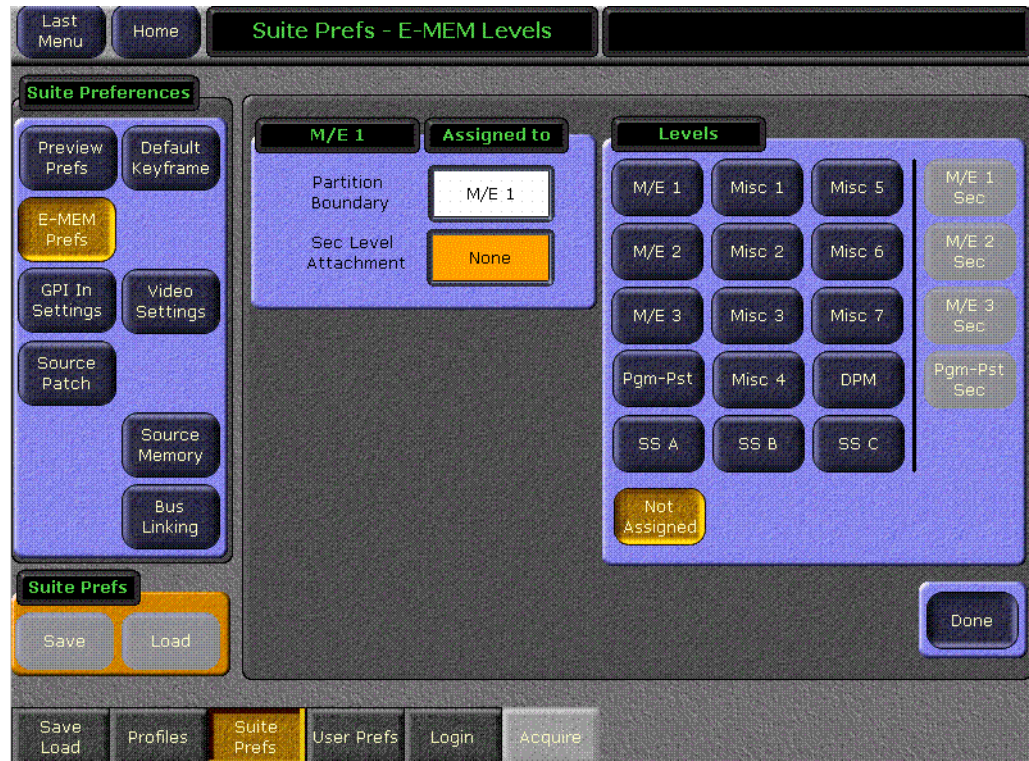 Last
Menu
Home
Suite Prefs - E-MEM Levels
Suite Preferences
Preview
Prefs
Default
Keyframe
E-MEM
Prefs
GPI In
Settings
Video
Settings
Source
Patch
Source
Memory
Bus
Linking
Suite Prefs
Save
Load
M/E 1
Assigned to
Partition
Boundary
M/E 1
Sec Level
Attachment
None
Levels
M/E 1
Misc 1
Misc 5
M/E 1
Sec
M/E 2
Misc 2
Misc 6
M/E 2
Sec
M/E 3
Misc 3
Misc 7
M/E 3
Sec
Pgm-Pst
Misc 4
DPM
Pgm-Pst
Sec
SS A
SS B
SS C
Not
Assigned
Done
Save
Load
Profiles
Suite
Prefs
User Prefs
Login
Acquire